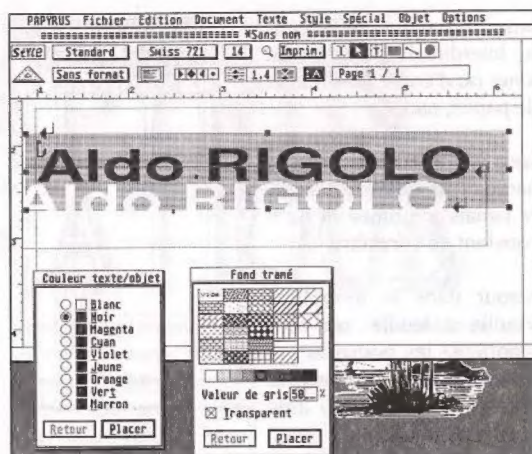 PAPYRUS Fichier Edition Document Texte Style Spécial Objet Options
*Sans nom
Style Standard Swiss 721 14 Imprim. T
Sans format 1.4 Page 1 / 1
Aldo RIGOLO
Aldo RIGOLO
Couleur texte/objet
Blanc
Noir
Magenta
Cyan
Violet
Jaune
Orange
Vert
Marron
Retour Placer
Fond tramé
vide
Valeur de gris 50 %
Transparent
Retour Placer